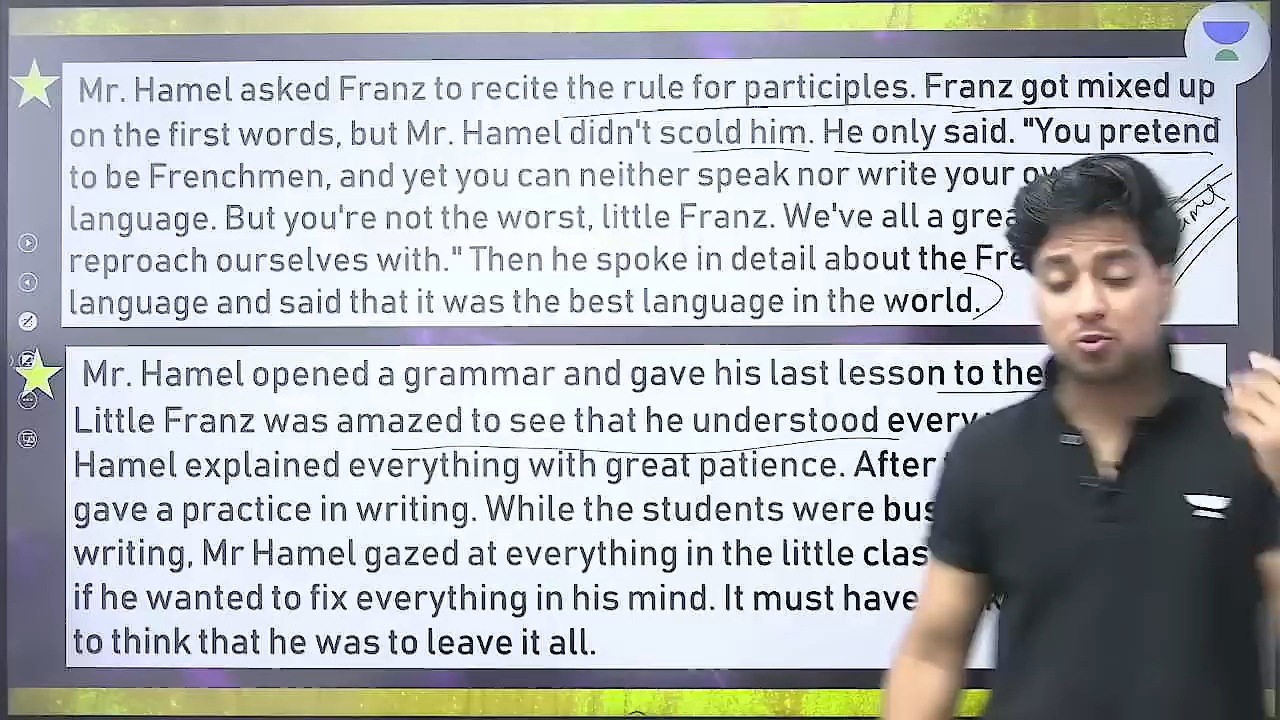 Mr. Hamel asked Franz to recite the rule for participles. Franz got mixed up
on the first words, but Mr. Hamel didn't scold him. He only said. "You pretend
to be Frenchmen, and yet you can neither speak nor write your
language. But you're not the worst, little Franz. We've all a
reproach ourselves with." Then he spoke in detail about the
language and said that it was the best language in the world.
Mr. Hamel opened a grammar and gave his last lesson to the
Little Franz was amazed to see that he understood
Hamel explained everything with great patience. After
gave a practice in writing. While the students were
writing, Mr Hamel gazed at everything in the little
if he wanted to fix everything in his mind. It must have
to think that he was to leave it all.